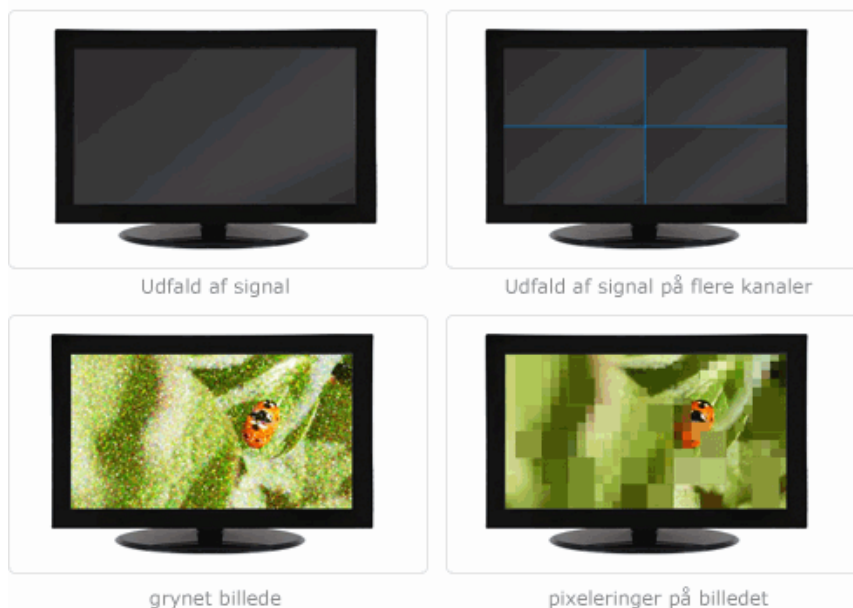 Udfald af signal
Udfald af signal på flere kanaler
grynet billede
pixeleringer på billedet